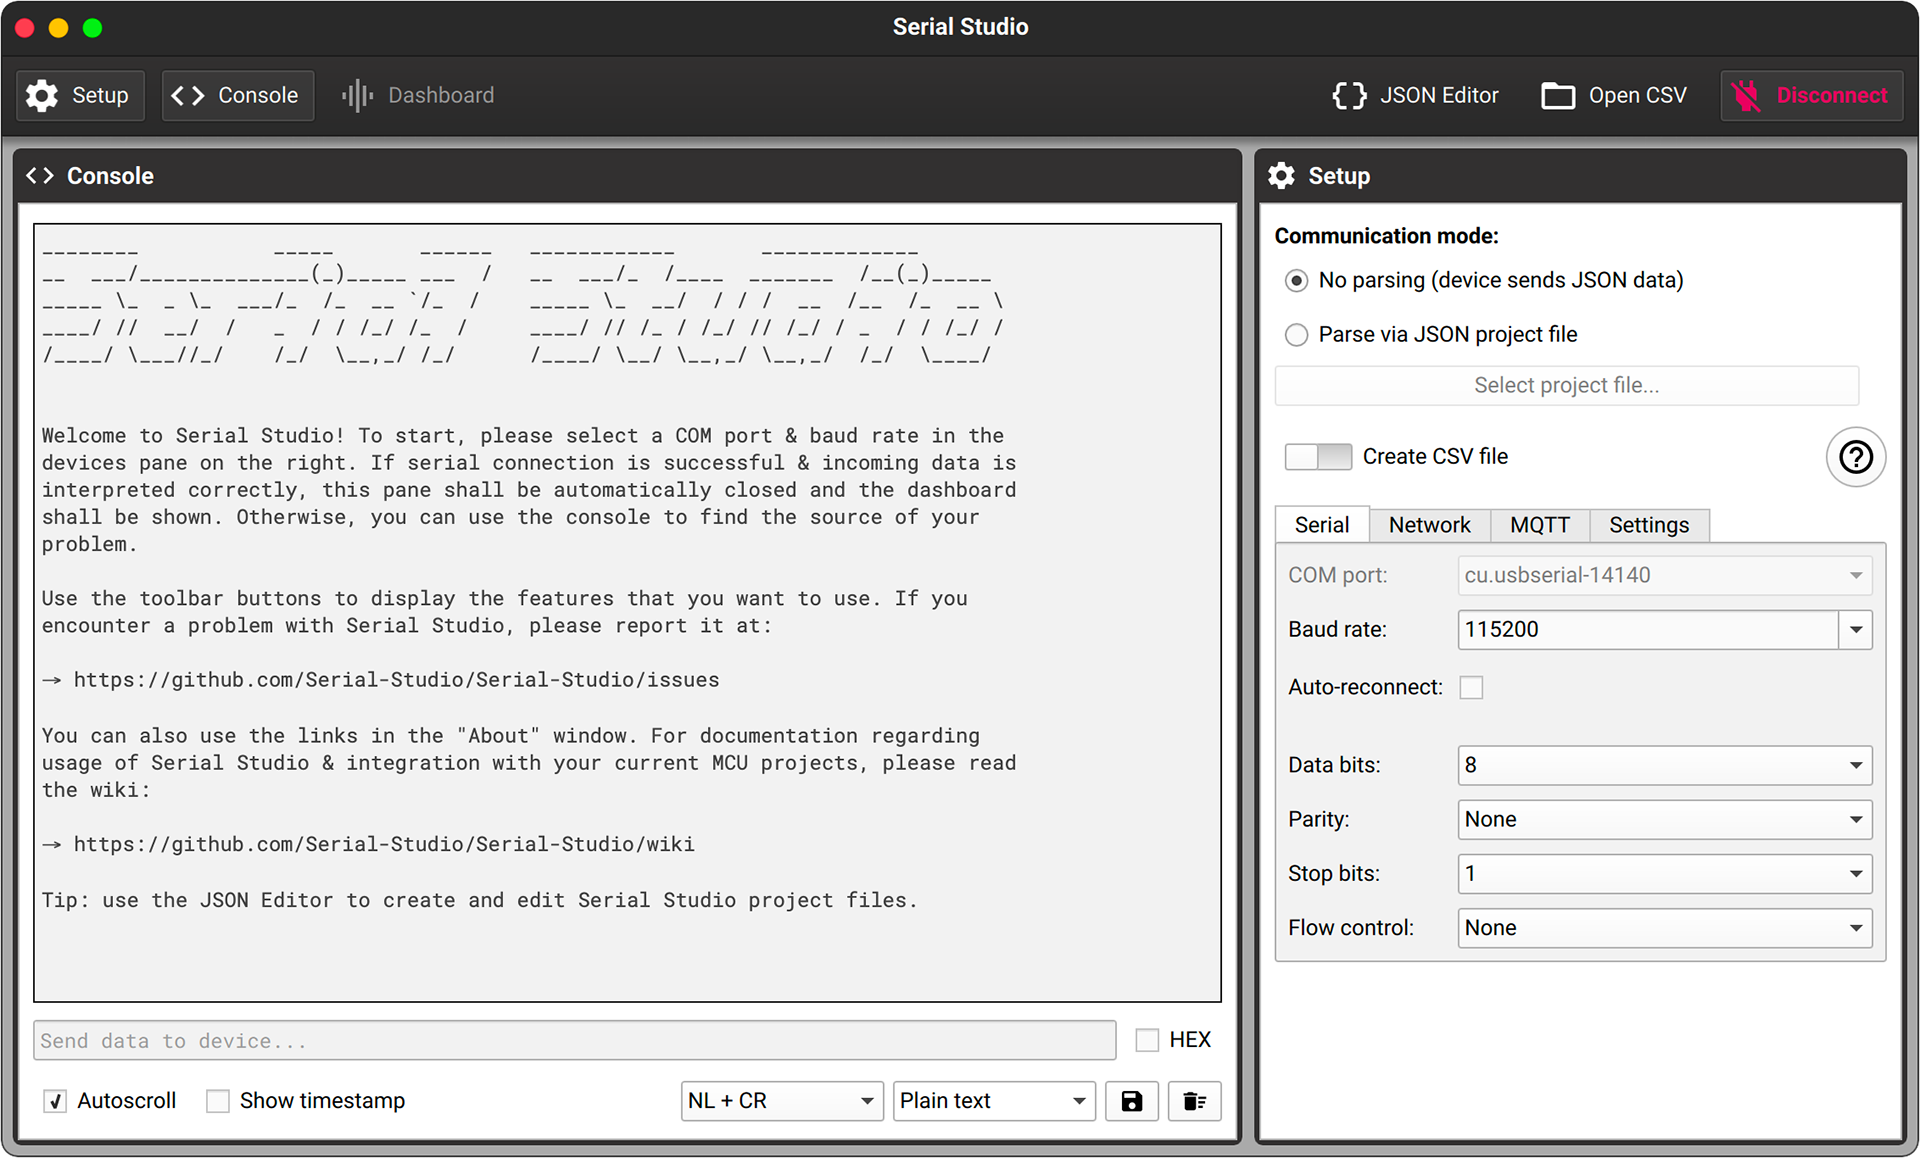 Serial Studio
Setup
Console
Dashboard
JSON Editor
Open CSV
Disconnect
Console
Welcome to Serial Studio! To start, please select a COM port & baud rate in the
devices pane on the right. If serial connection is successful & incoming data is
interpreted correctly, this pane shall be automatically closed and the dashboard
shall be shown. Otherwise, you can use the console to find the source of your
problem.
Use the toolbar buttons to display the features that you want to use. If you
encounter a problem with Serial Studio, please report it at:
→ https://github.com/Serial-Studio/Serial-Studio/issues
You can also use the links in the "About" window. For documentation regarding
usage of Serial Studio & integration with your current MCU projects, please read
the wiki:
→ https://github.com/Serial-Studio/Serial-Studio/wiki
Tip: use the JSON Editor to create and edit Serial Studio project files.
Send data to device...
HEX
Autoscroll
Show timestamp
NL + CR
Plain text
Setup
Communication mode:
No parsing (device sends JSON data)
Parse via JSON project file
Select project file...
Create CSV file
Serial
Network
MQTT
Settings
COM port:
cu.usbserial-14140
Baud rate:
115200
Auto-reconnect:
Data bits:
8
Parity:
None
Stop bits:
1
Flow control:
None